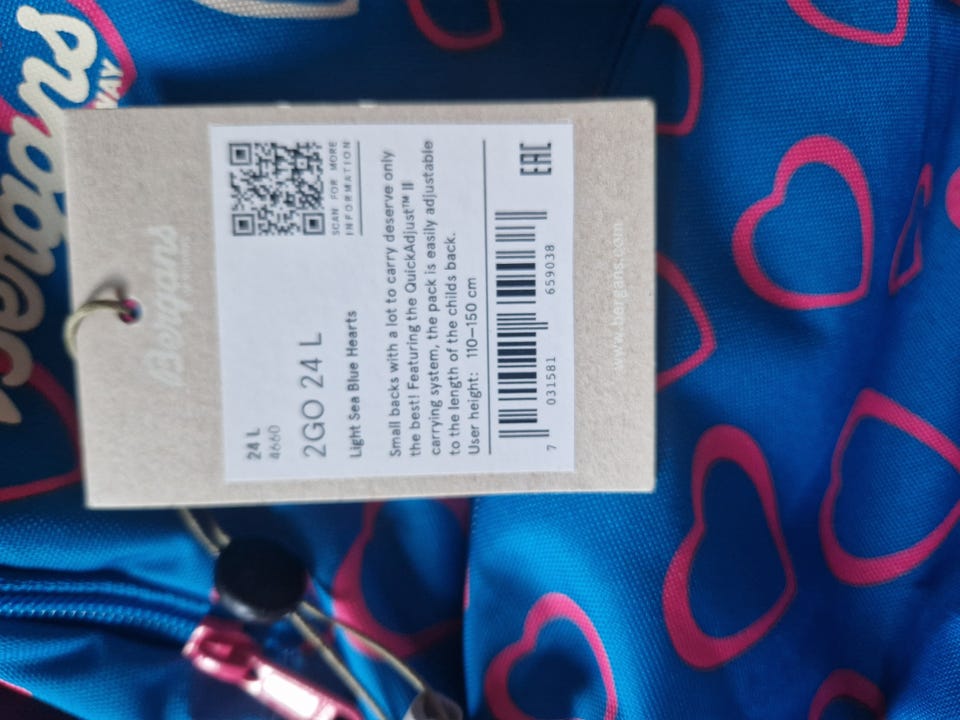 Bergans
WAY
Bergans
24 L
4660
2GO 24 L
Light Sea Blue Hearts
SCAN FOR MORE
INFORMATION
Small backs with a lot to carry deserve only
the best! Featuring the QuickAdjust™ II
carrying system, the pack is easily adjustable
to the length of the childs back.
User height: 110–150 cm
7 031581 659038
EAC
www.bergans.com